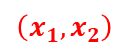 (x₁, x₂)